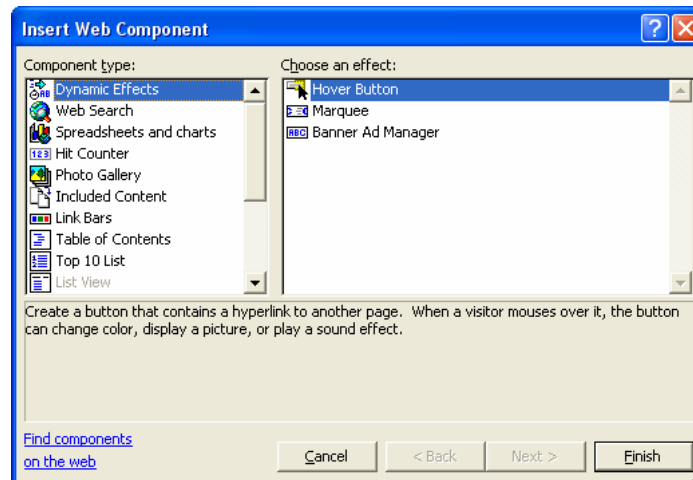 Insert Web Component
Component type:
Choose an effect:
Dynamic Effects
Web Search
Spreadsheets and charts
123 Hit Counter
Photo Gallery
Included Content
Link Bars
Table of Contents
Top 10 List
List View
Hover Button
Marquee
ABC Banner Ad Manager
Create a button that contains a hyperlink to another page.  When a visitor mouses over it, the button
can change color, display a picture, or play a sound effect.
Find components
on the web
Cancel
< Back
Next >
Finish